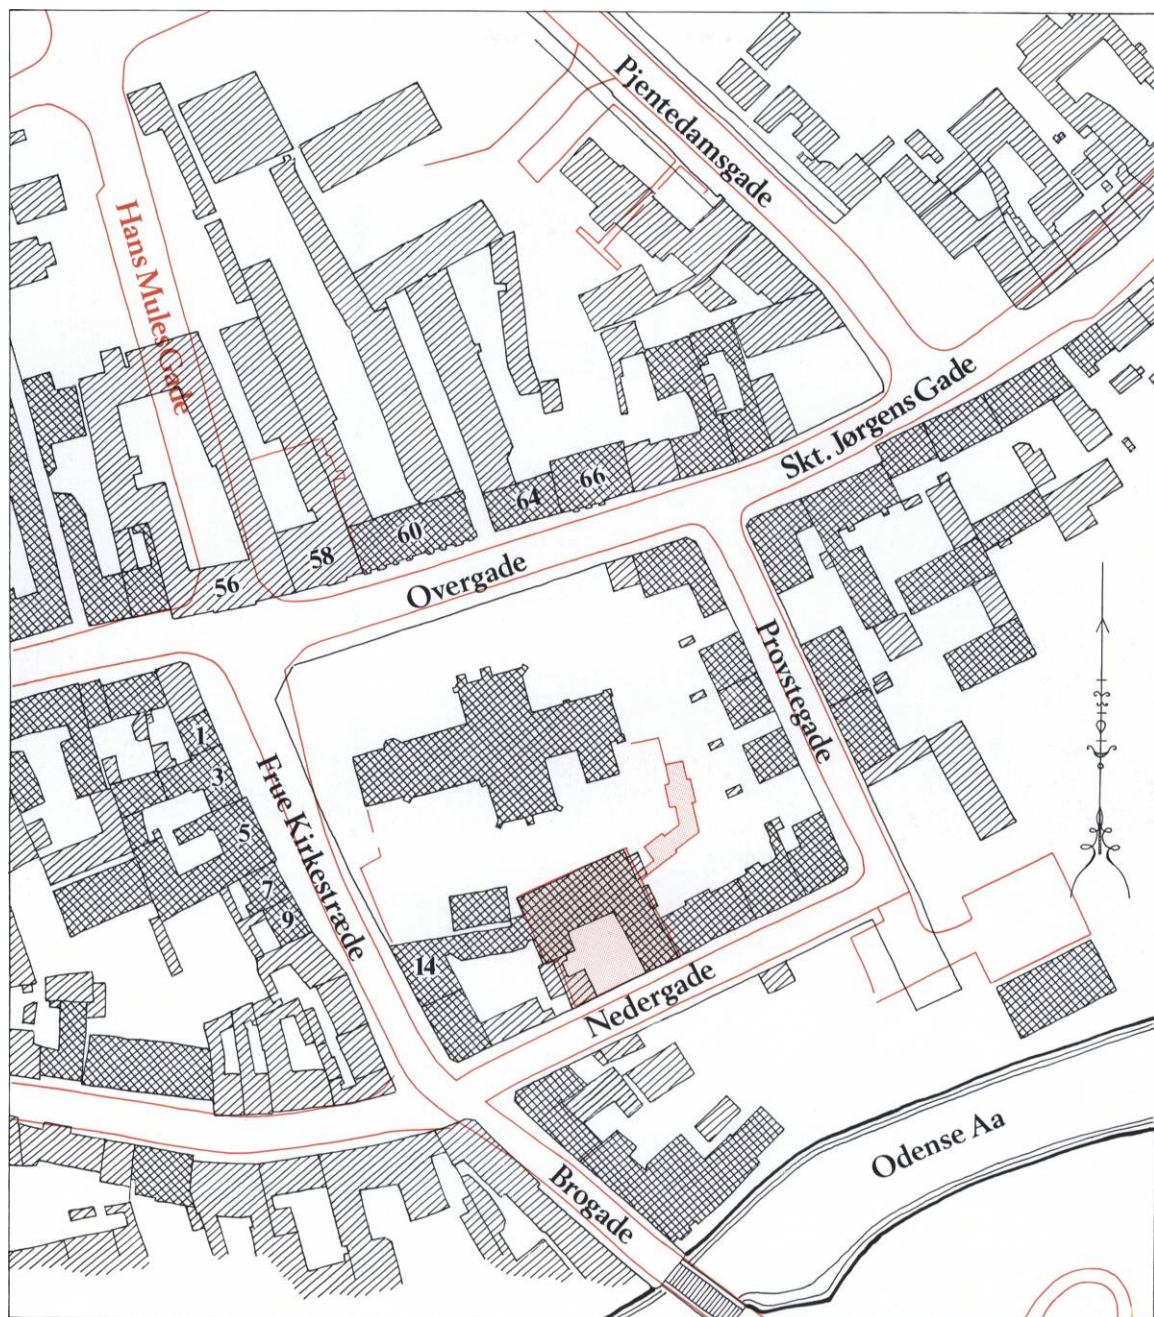 Pjentedamsgade
Hans Mules Gade
Skt. Jørgens Gade
66
64
60
58
56
Overgade
Provstegade
1
3
5
7
9
Frue Kirkestræde
14
Nedergade
Brogade
Odense Aa